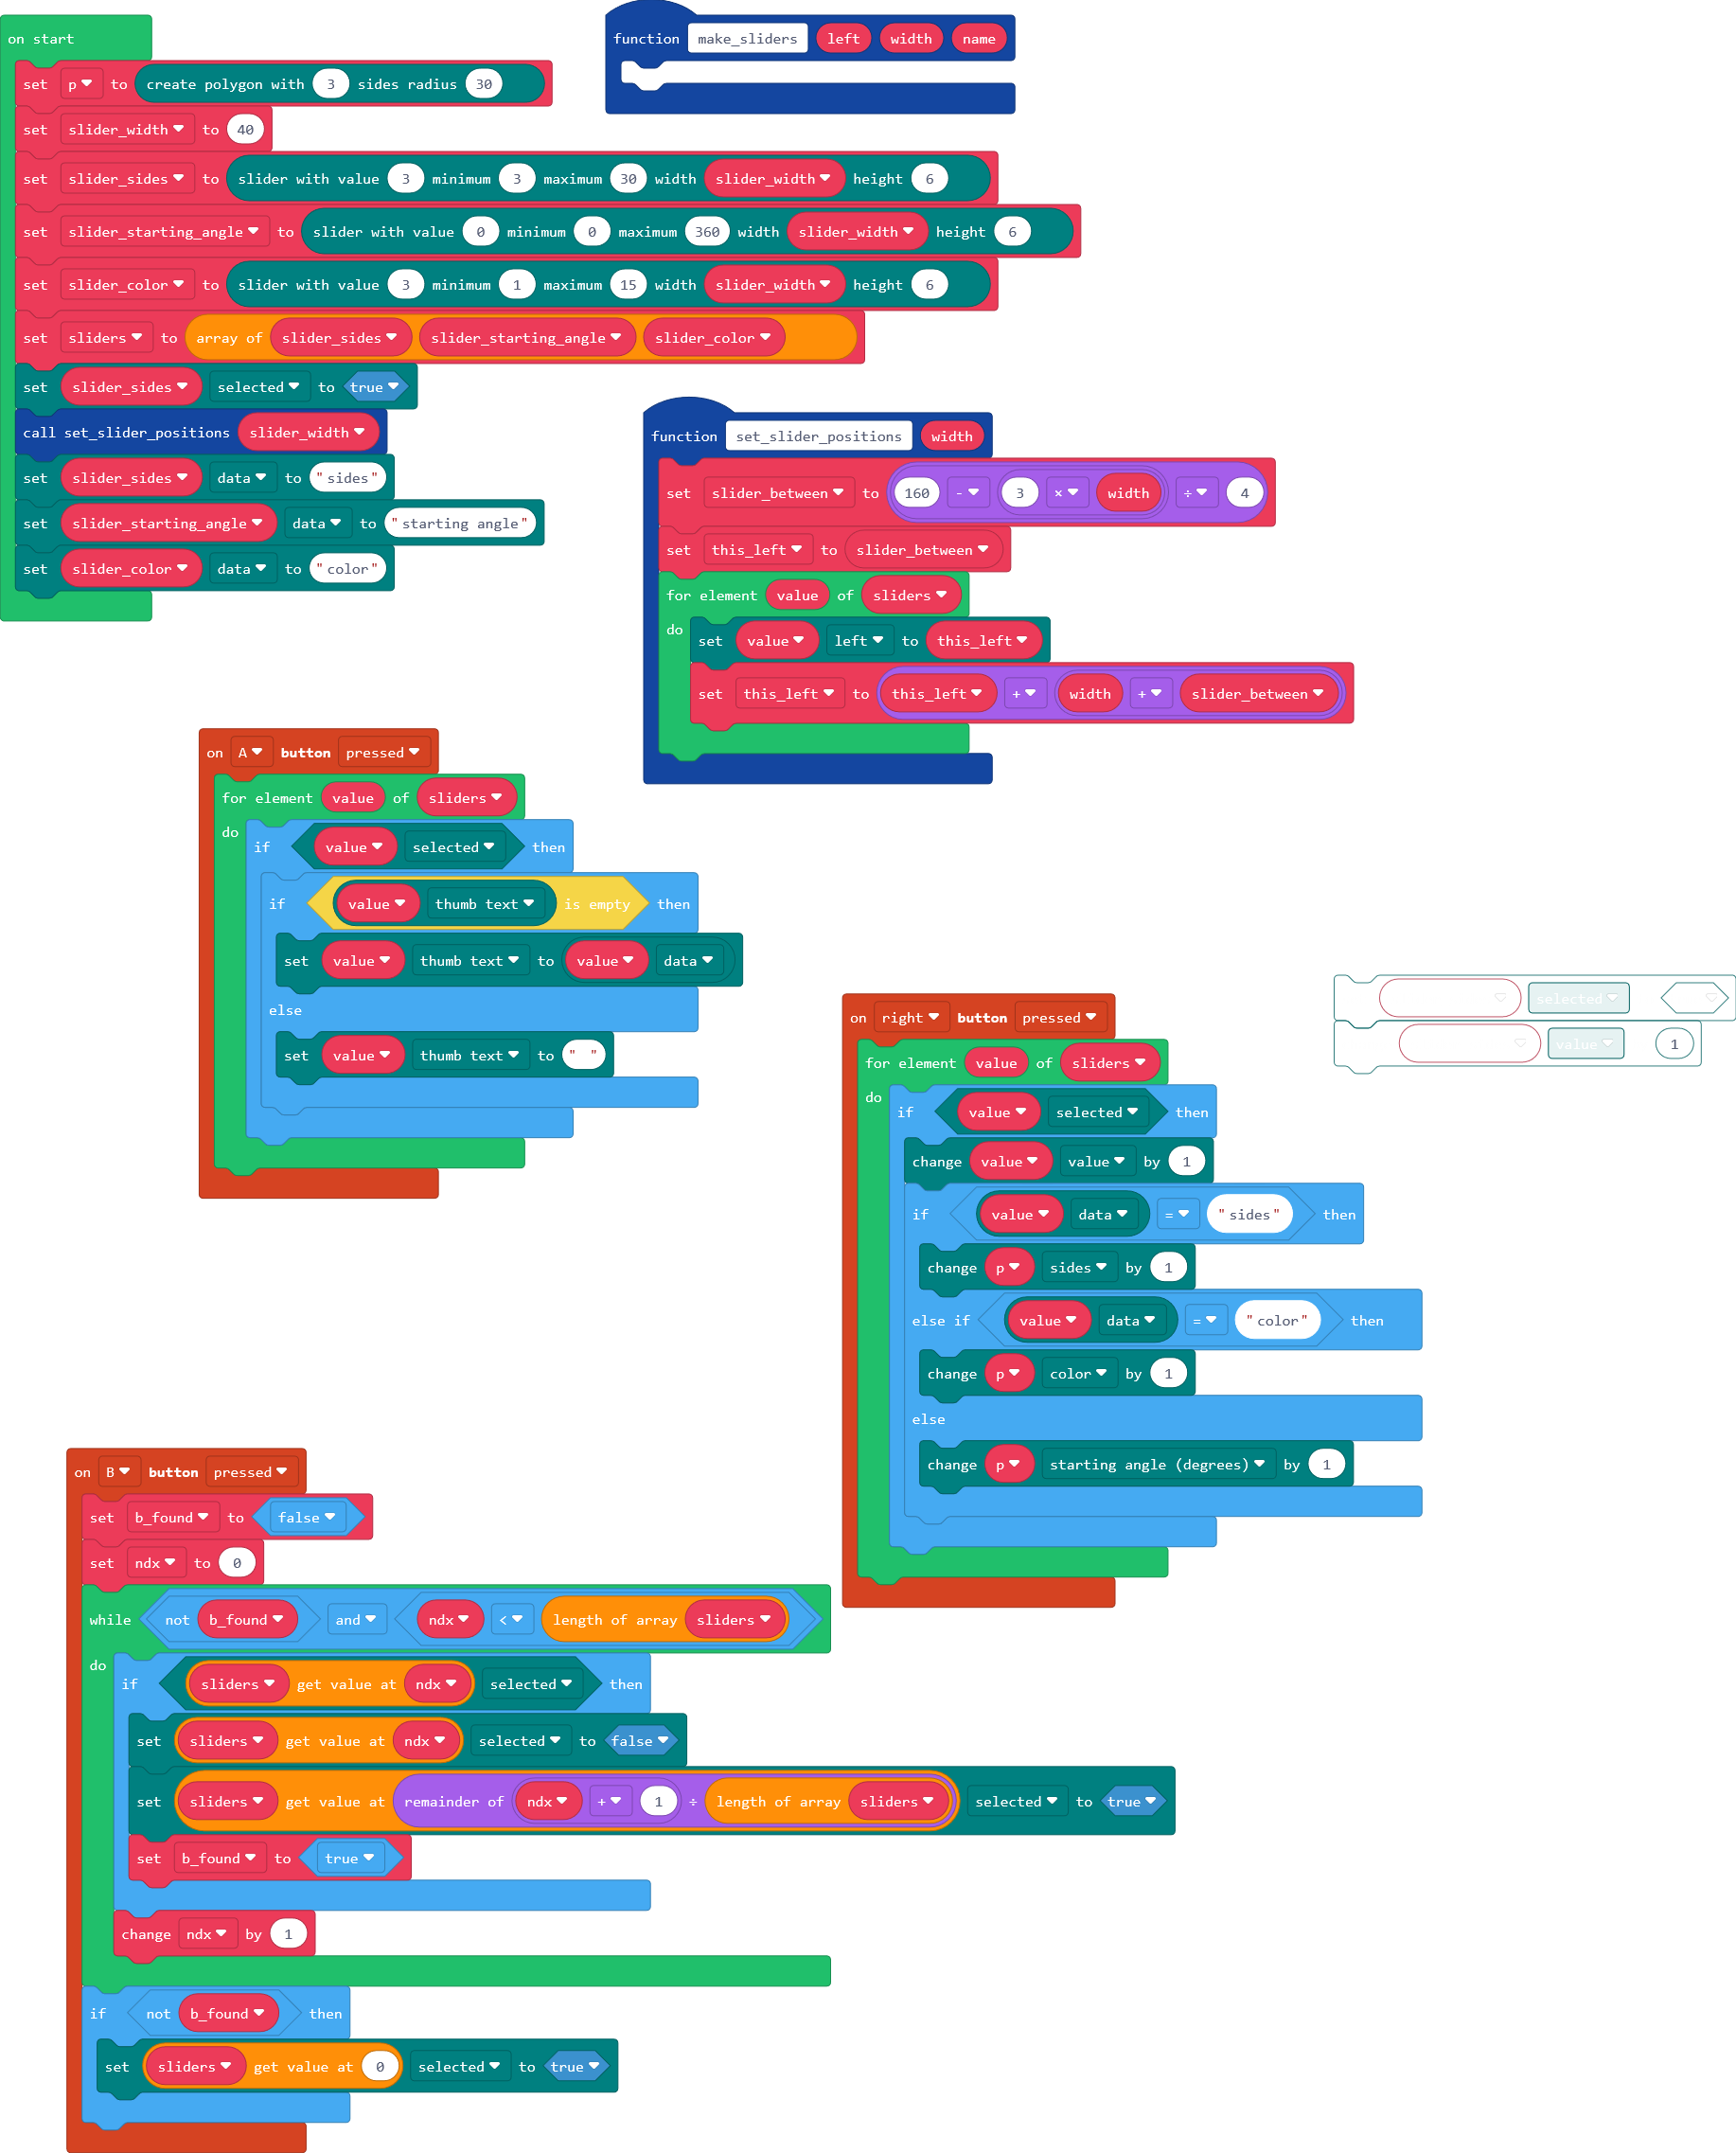 on start
set p to create polygon with 3 sides radius 30
set slider_width to 40
set slider_sides to slider with value 3 minimum 3 maximum 30 width slider_width height 6
set slider_starting_angle to slider with value 0 minimum 0 maximum 360 width slider_width height 6
set slider_color to slider with value 3 minimum 1 maximum 15 width slider_width height 6
set sliders to array of slider_sides slider_starting_angle slider_color
set slider_sides selected to true
call set_slider_positions slider_width
set slider_sides data to "sides"
set slider_starting_angle data to "starting angle"
set slider_color data to "color"
function make_sliders left width name
function set_slider_positions width
set slider_between to 160 - 3 × width ÷ 4
set this_left to slider_between
for element value of sliders
do
set value left to this_left
set this_left to this_left + width + slider_between
on A button pressed
for element value of sliders
do
if value selected then
if value thumb text is empty then
set value thumb text to value data
else
set value thumb text to " "
on right button pressed
for element value of sliders
do
if value selected then
change value value by 1
if value data = "sides" then
change p sides by 1
else if value data = "color" then
change p color by 1
else
change p starting angle (degrees) by 1
selected
value 1
on B button pressed
set b_found to false
set ndx to 0
while not b_found and ndx < length of array sliders
do
if sliders get value at ndx selected then
set sliders get value at ndx selected to false
set sliders get value at remainder of ndx + 1 ÷ length of array sliders selected to true
set b_found to true
change ndx by 1
if not b_found then
set sliders get value at 0 selected to true